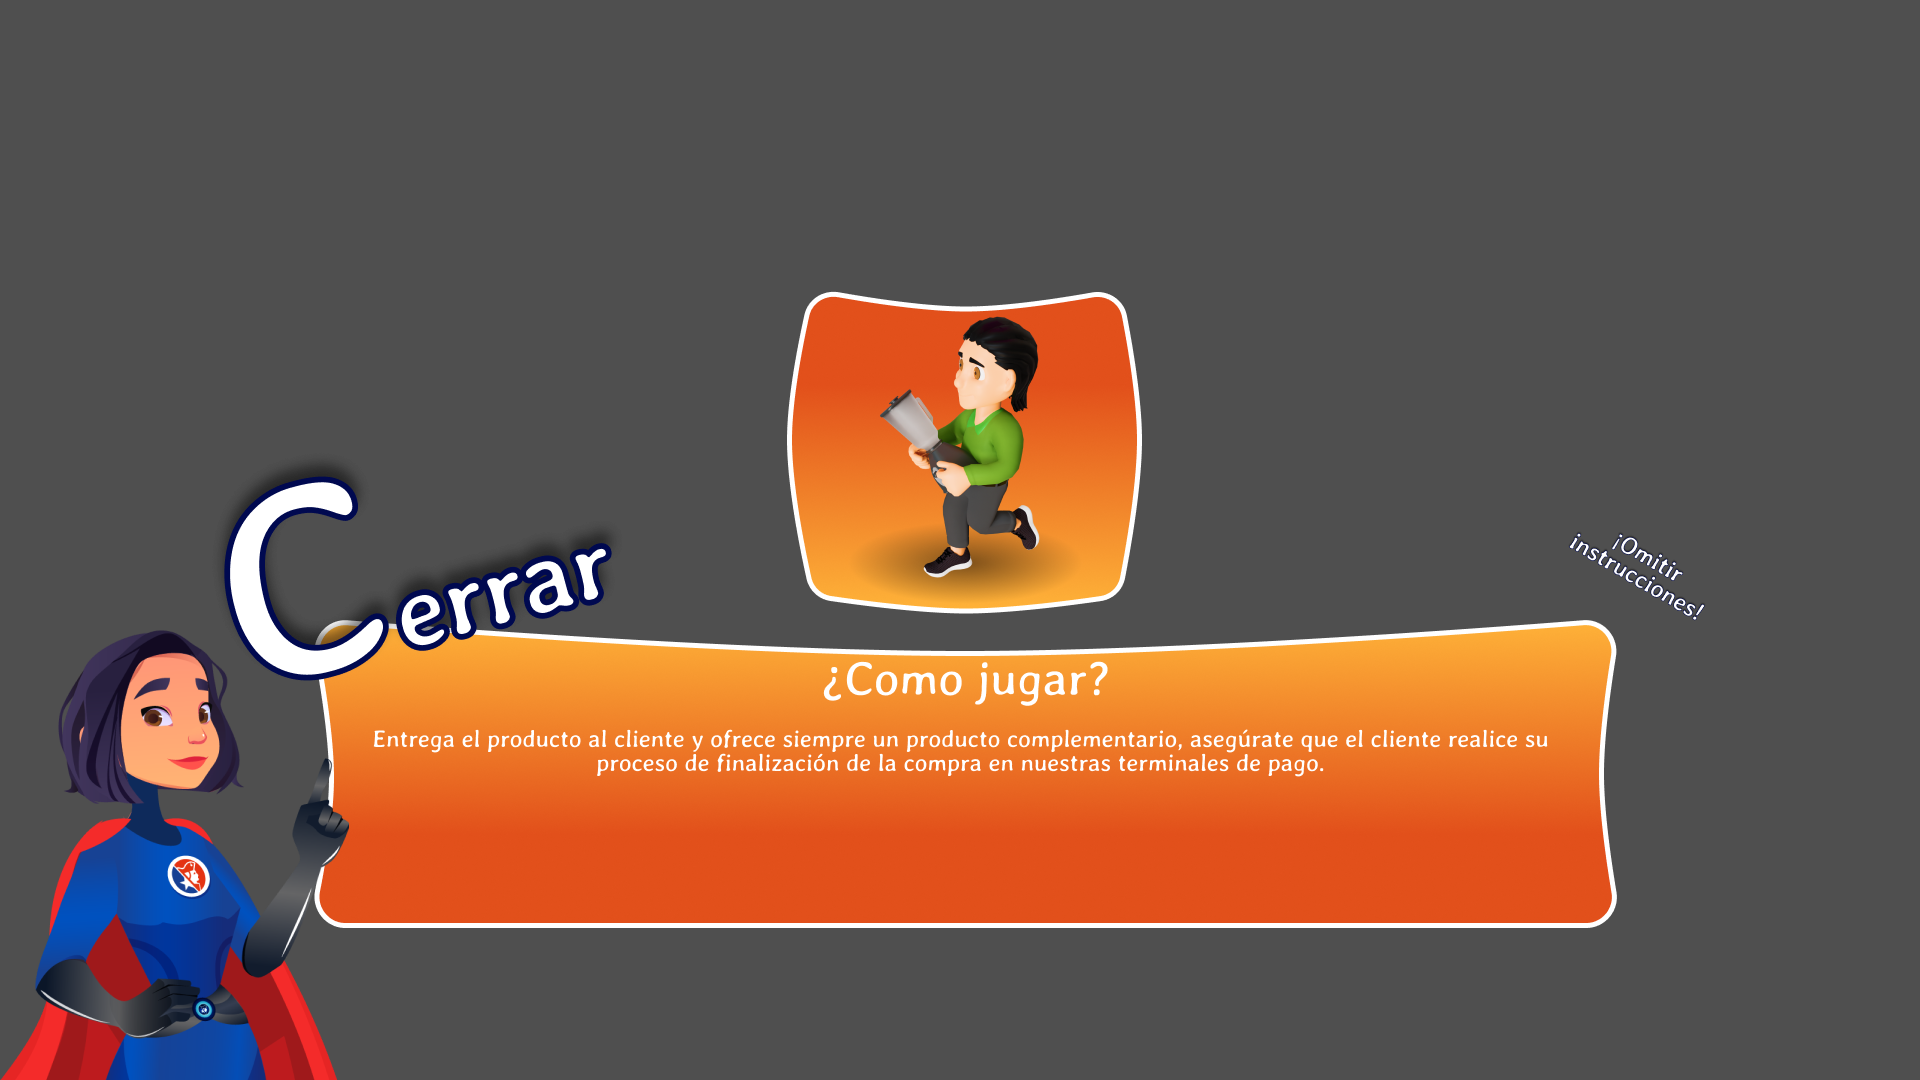 Cerrar
¡Omitir
instrucciones!
¿Como jugar?
Entrega el producto al cliente y ofrece siempre un producto complementario, asegúrate que el cliente realice su
proceso de finalización de la compra en nuestras terminales de pago.